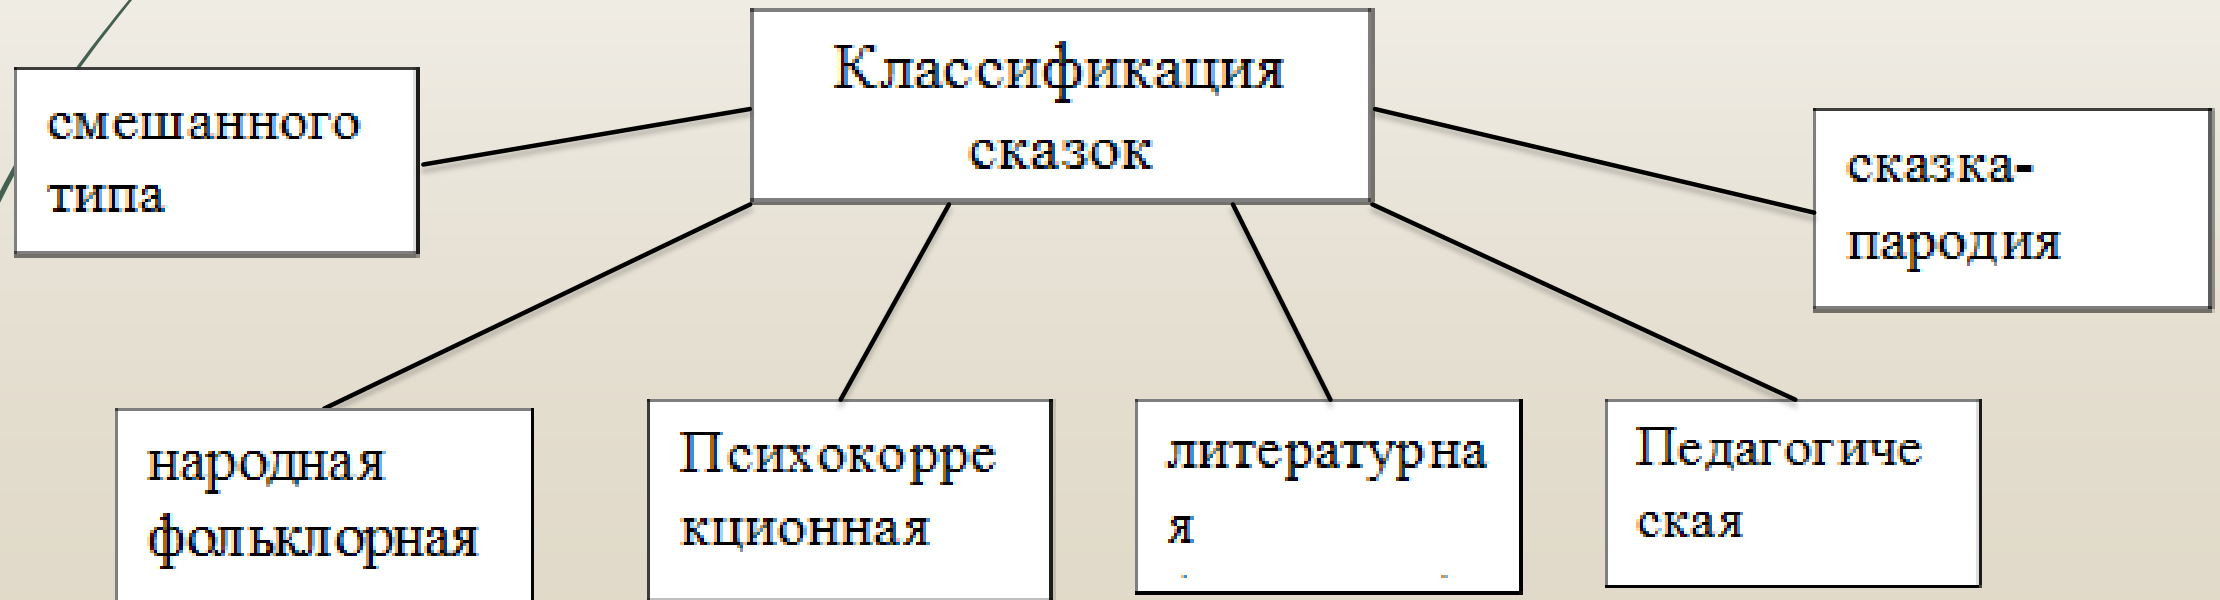 Классификация
сказок
смешанного
типа
сказка-
пародия
народная
фольклорная
Психокорре
кционная
литературна
я
Педагогиче
ская